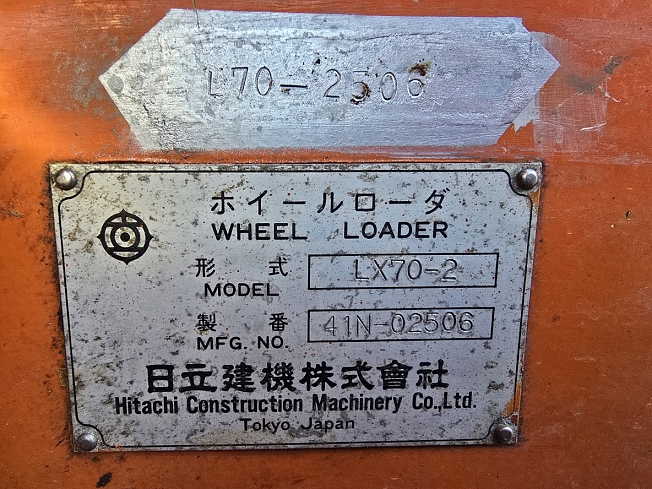 L70-2506
ホイールローダ
WHEEL LOADER
形式 LX70-2
MODEL
製番 41N-02506
MFG. NO.
日立建機株式會社
Hitachi Construction Machinery Co.,Ltd.
Tokyo Japan